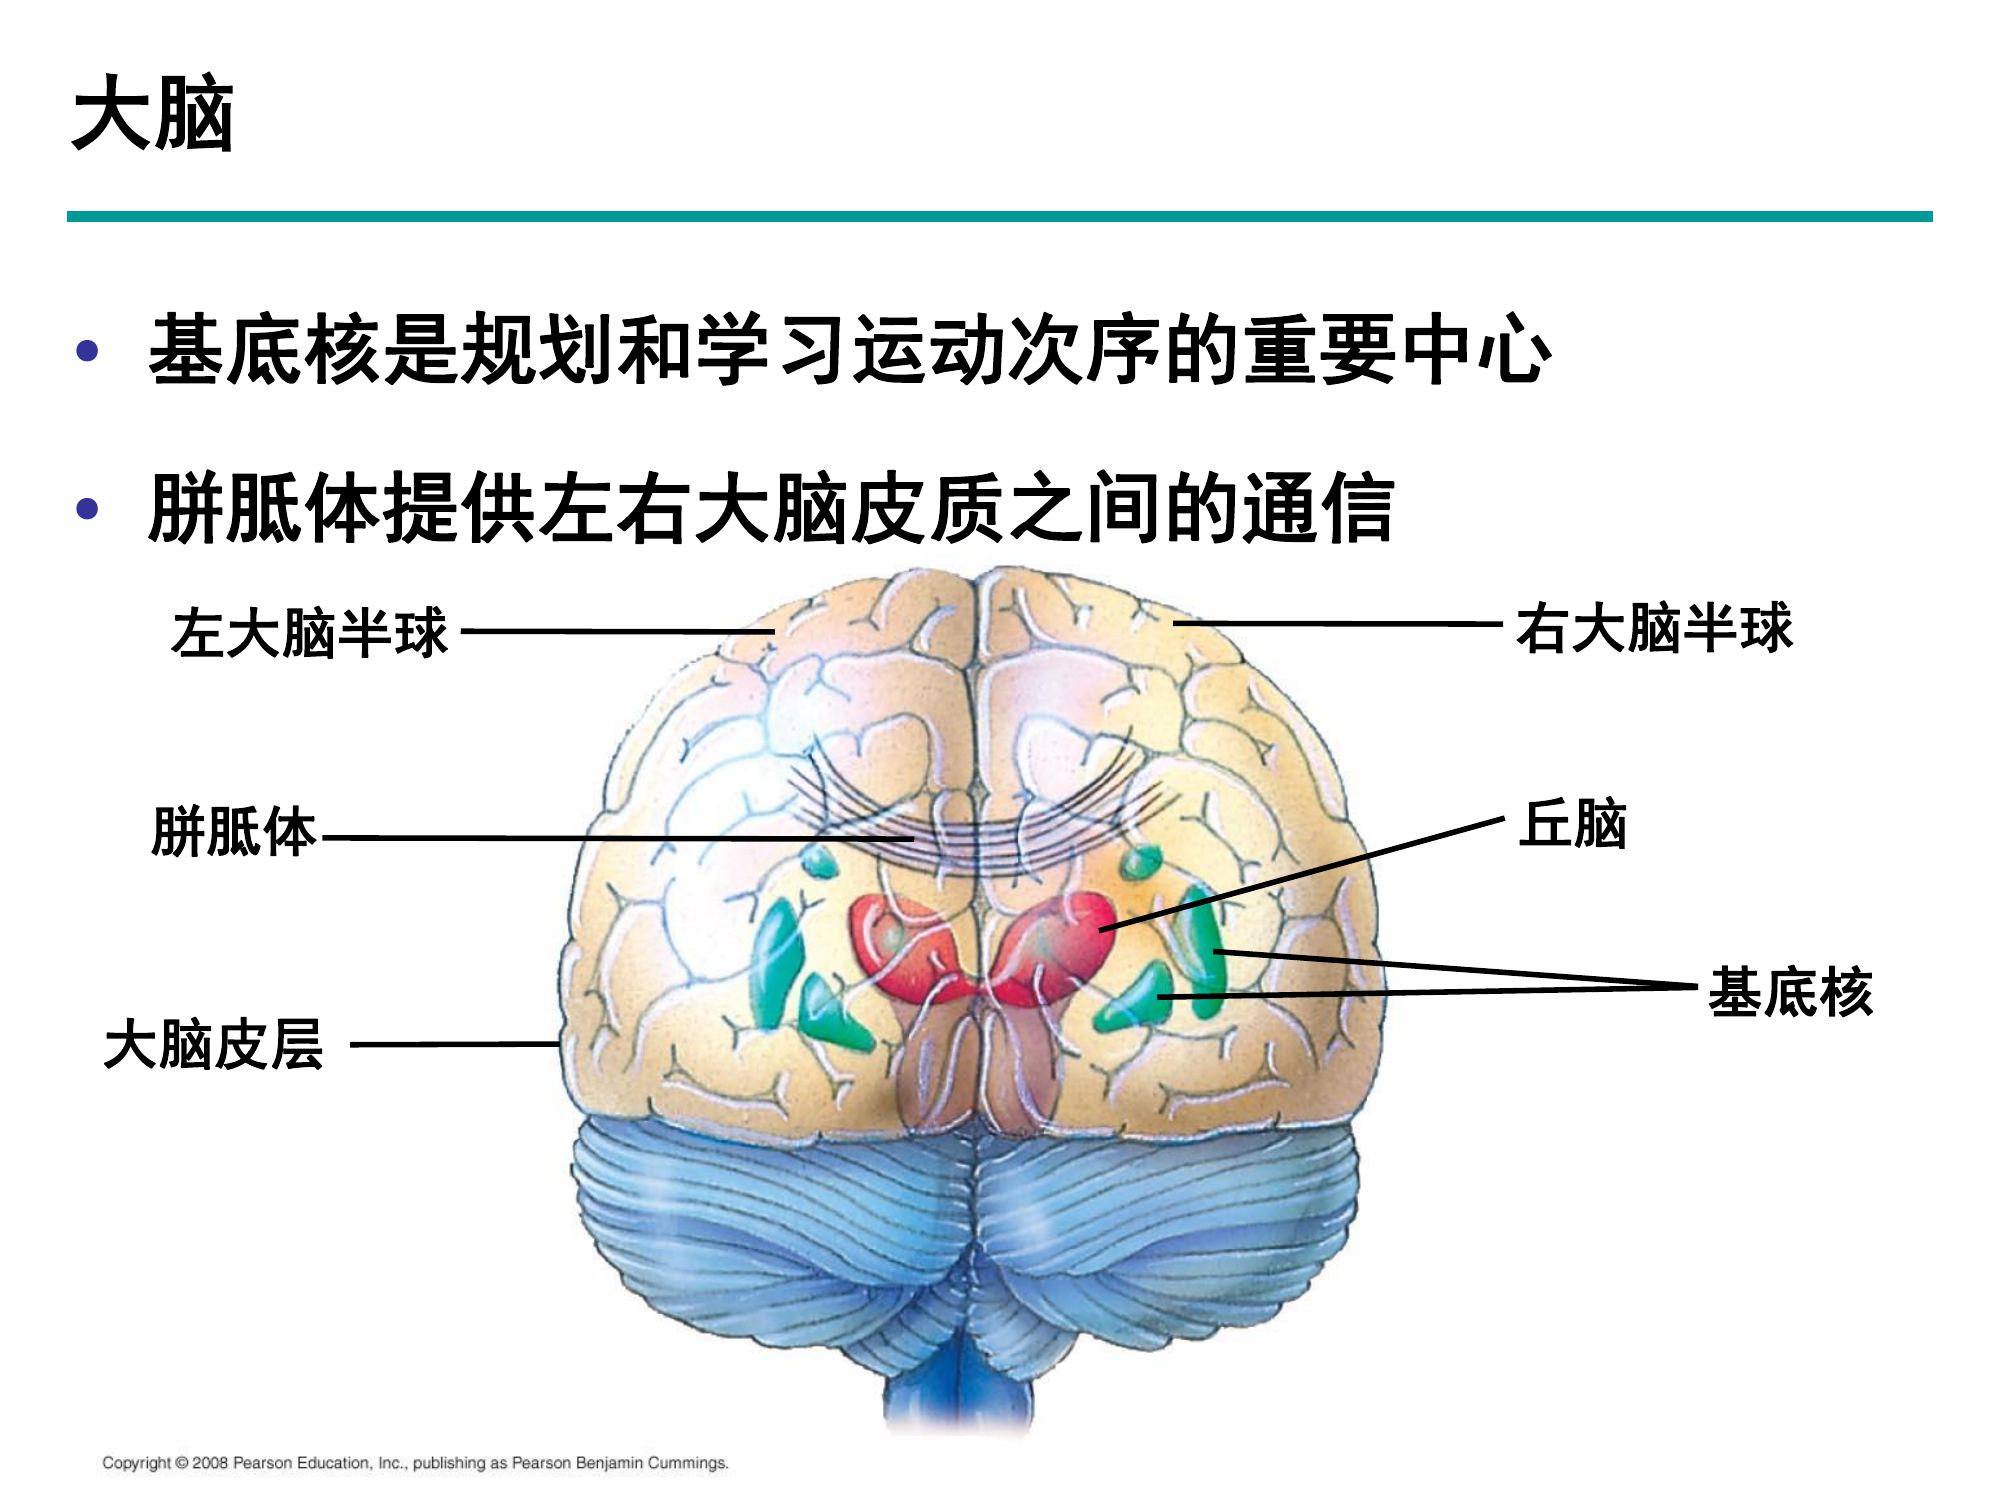 大脑
• 基底核是规划和学习运动次序的重要中心
• 胼胝体提供左右大脑皮质之间的通信
左大脑半球
右大脑半球
胼胝体
丘脑
基底核
大脑皮层
Copyright © 2008 Pearson Education, Inc., publishing as Pearson Benjamin Cummings.